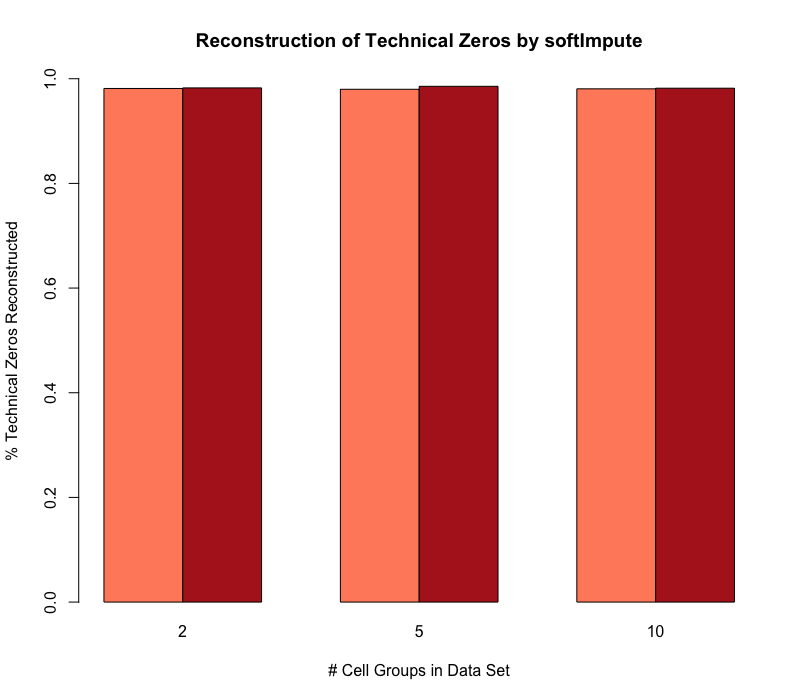 Reconstruction of Technical Zeros by softImpute
% Technical Zeros Reconstructed
1.0
0.8
0.6
0.4
0.2
0.0
2 5 10
# Cell Groups in Data Set